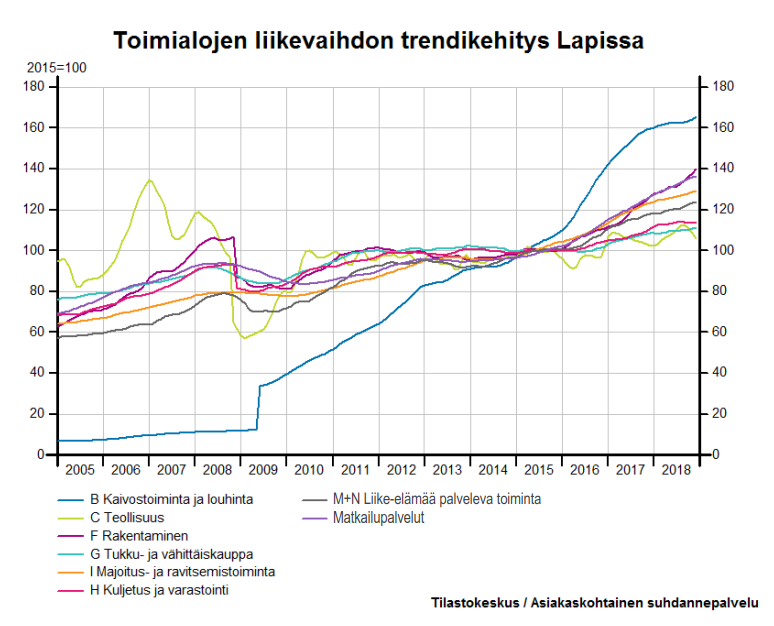 Toimialojen liikevaihdon trendikehitys Lapissa
2015=100
180 180
160 160
140 140
120 120
100 100
80 80
60 60
40 40
20 20
0 0
2005 2006 2007 2008 2009 2010 2011 2012 2013 2014 2015 2016 2017 2018
B Kaivostoiminta ja louhinta
C Teollisuus
F Rakentaminen
G Tukku- ja vähittäiskauppa
I Majoitus- ja ravitsemistoiminta
H Kuljetus ja varastointi
M+N Liike-elämää palveleva toiminta
Matkailupalvelut
Tilastokeskus / Asiakaskohtainen suhdannepalvelu